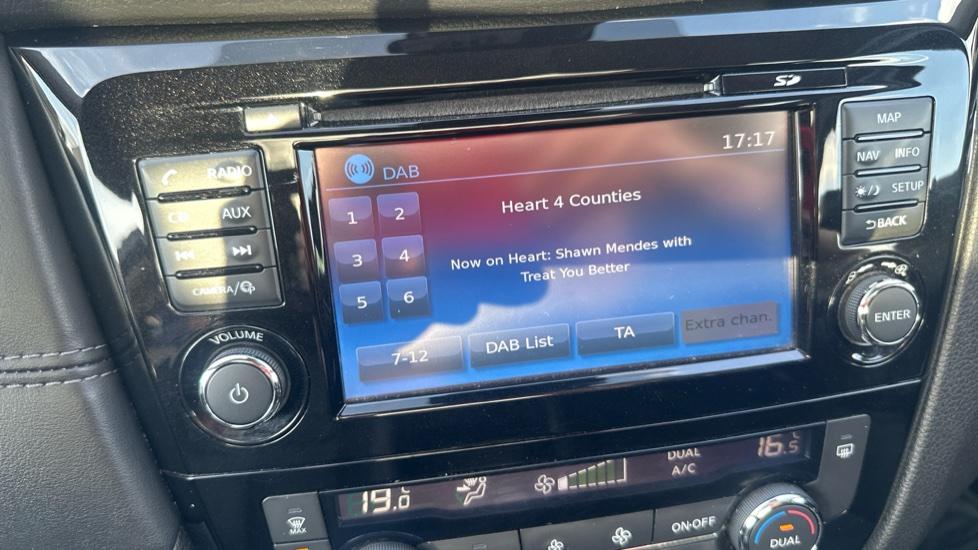 SD
RADIO
CD AUX
CAMERA/
VOLUME
DAB
17:17
1 2
3 4
5 6
Heart 4 Counties
Now on Heart: Shawn Mendes with
Treat You Better
7-12 DAB List TA Extra chan.
MAP
NAV INFO
SETUP
BACK
ENTER
19.0
DUAL
A/C
16.5
MAX
ON·OFF
DUAL